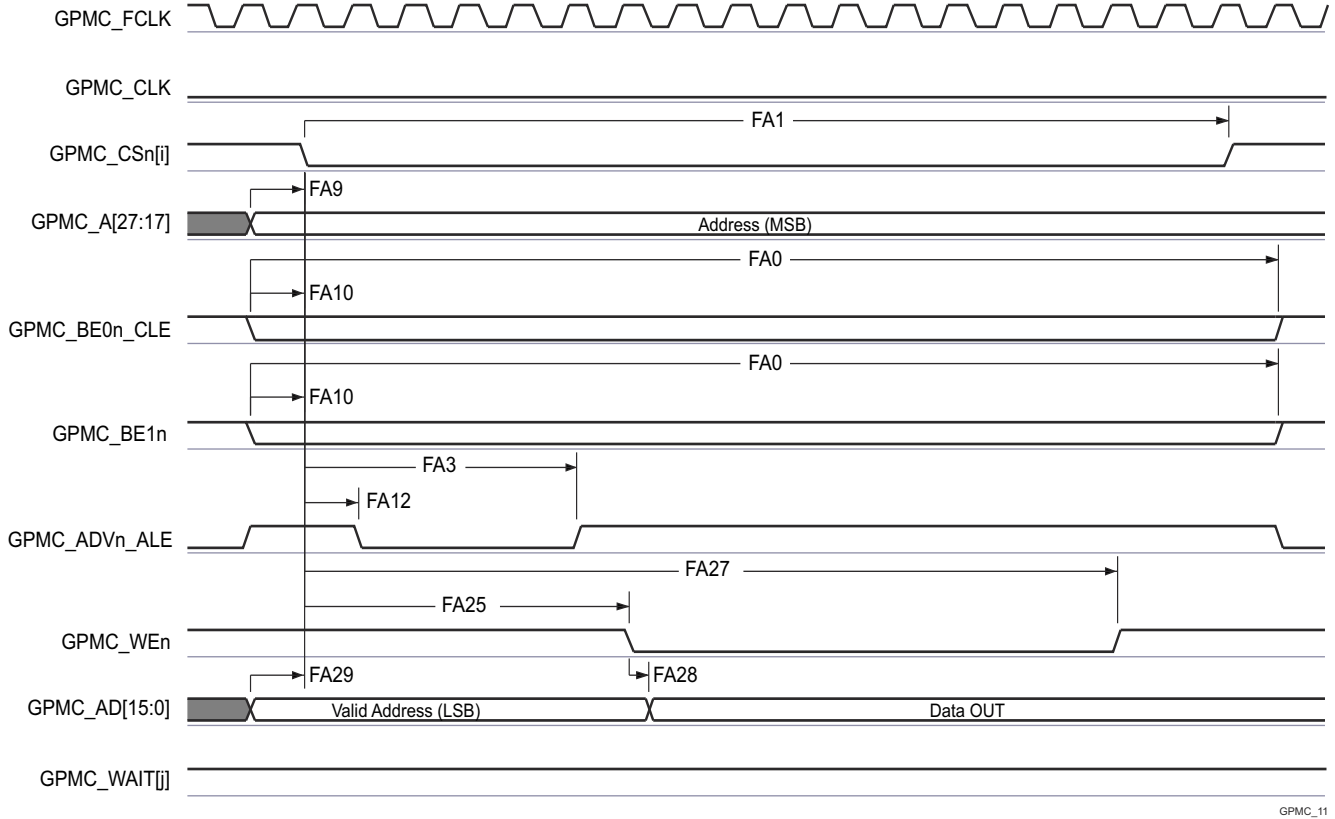 GPMC_FCLK
GPMC_CLK
FA1
GPMC_CSn[i]
FA9
GPMC_A[27:17]
Address (MSB)
FA0
FA10
GPMC_BE0n_CLE
FA0
FA10
GPMC_BE1n
FA3
FA12
GPMC_ADVn_ALE
FA27
FA25
GPMC_WEn
FA29
FA28
GPMC_AD[15:0]
Valid Address (LSB)
Data OUT
GPMC_WAIT[j]
GPMC_11